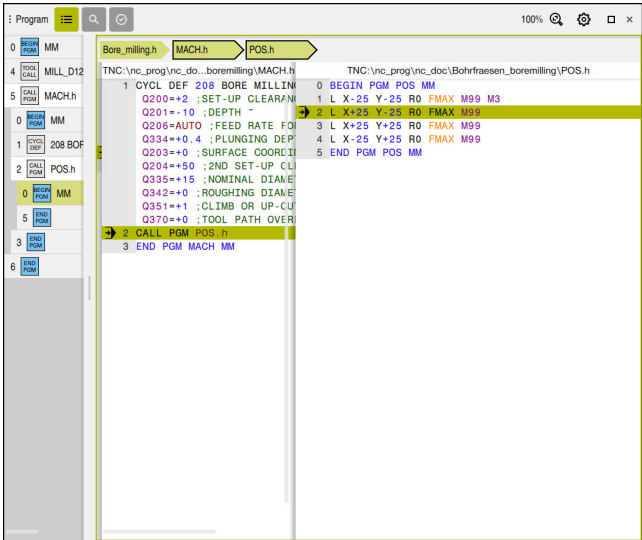 Program
100%
0 BEGIN PGM MM
4 TOOL CALL MILL_D12
5 CALL PGM MACH.h
0 BEGIN PGM MM
1 CYCL DEF 208 BOR
2 CALL PGM POS.h
0 BEGIN PGM MM
5 END PGM
3 END PGM
6 END PGM
Bore_milling.h MACH.h POS.h
TNC:\nc_prog\nc_do...boremilling\MACH.h
1 CYCL DEF 208 BORE MILLING
Q200=+2 ;SET-UP CLEARAN
Q201=-10 ;DEPTH ~
Q206=AUTO ;FEED RATE FO
Q334=+0.4 ;PLUNGING DEP
Q203=+0 ;SURFACE COORDI
Q204=+50 ;2ND SET-UP CL
Q335=+15 ;NOMINAL DIAME
Q342=+0 ;ROUGHING DIAME
Q351=+1 ;CLIMB OR UP-CU
Q370=+0 ;TOOL PATH OVER
2 CALL PGM POS.h
3 END PGM MACH MM
TNC:\nc_prog\nc_doc\Bohrfraesen_boremilling\POS.h
0 BEGIN PGM POS MM
1 L X-25 Y-25 R0 FMAX M99 M3
2 L X+25 Y-25 R0 FMAX M99
3 L X+25 Y+25 R0 FMAX M99
4 L X-25 Y+25 R0 FMAX M99
5 END PGM POS MM